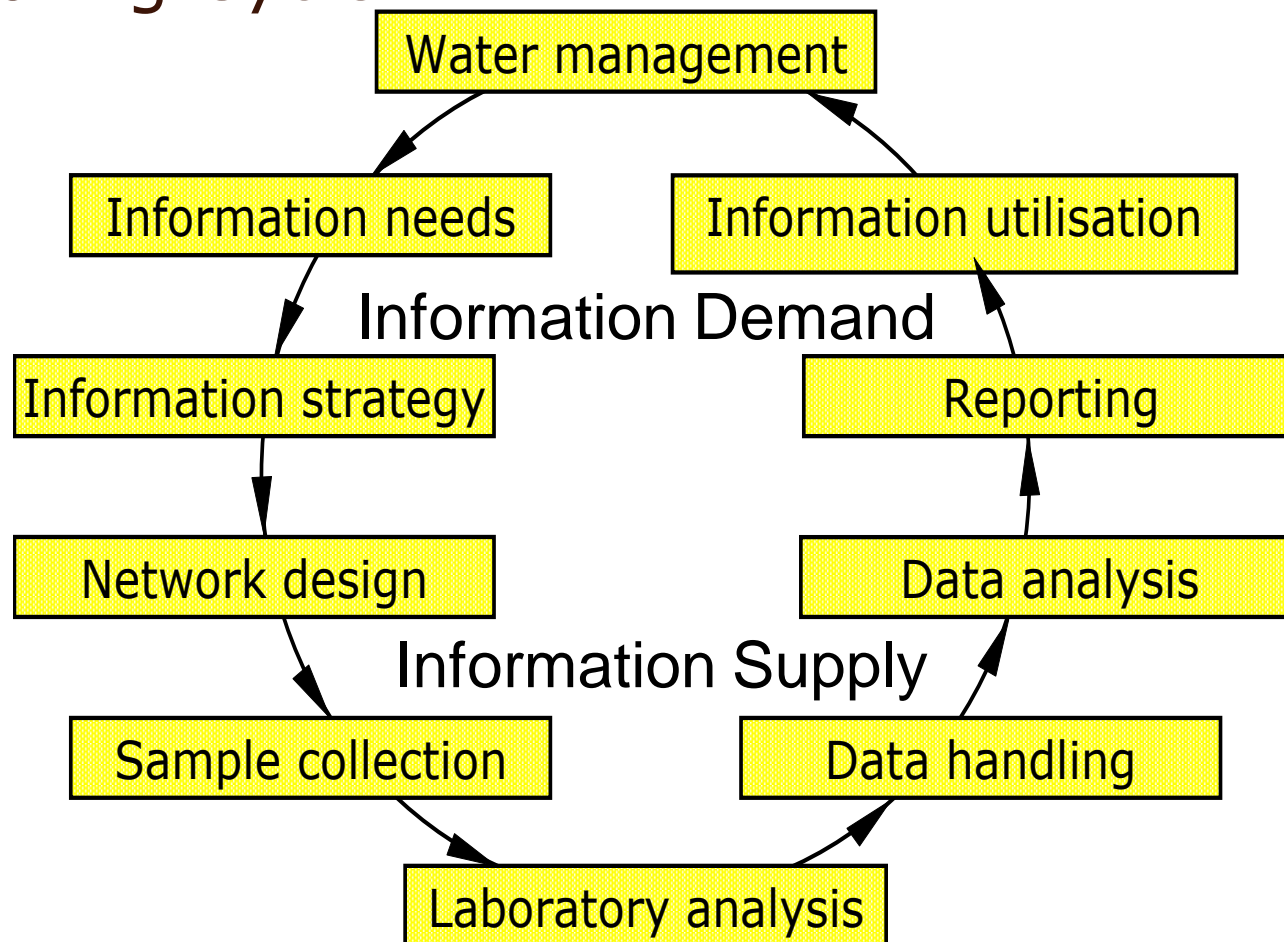 Water management
Information needs
Information utilisation
Information Demand
Information strategy
Reporting
Network design
Data analysis
Information Supply
Sample collection
Data handling
Laboratory analysis